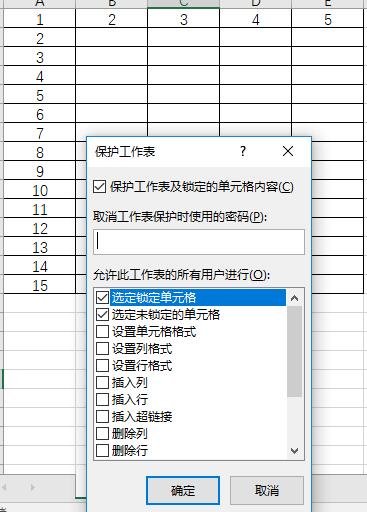 A B C D E
1 2 3 4 5
2
3
4
5
6
7
8
9
10
11
12
13
14
15
保护工作表 ? ×
保护工作表及锁定的单元格内容(C)
取消工作表保护时使用的密码(P):
允许此工作表的所有用户进行(O):
选定锁定单元格
选定未锁定的单元格
设置单元格格式
设置列格式
设置行格式
插入列
插入行
插入超链接
删除列
删除行
确定 取消